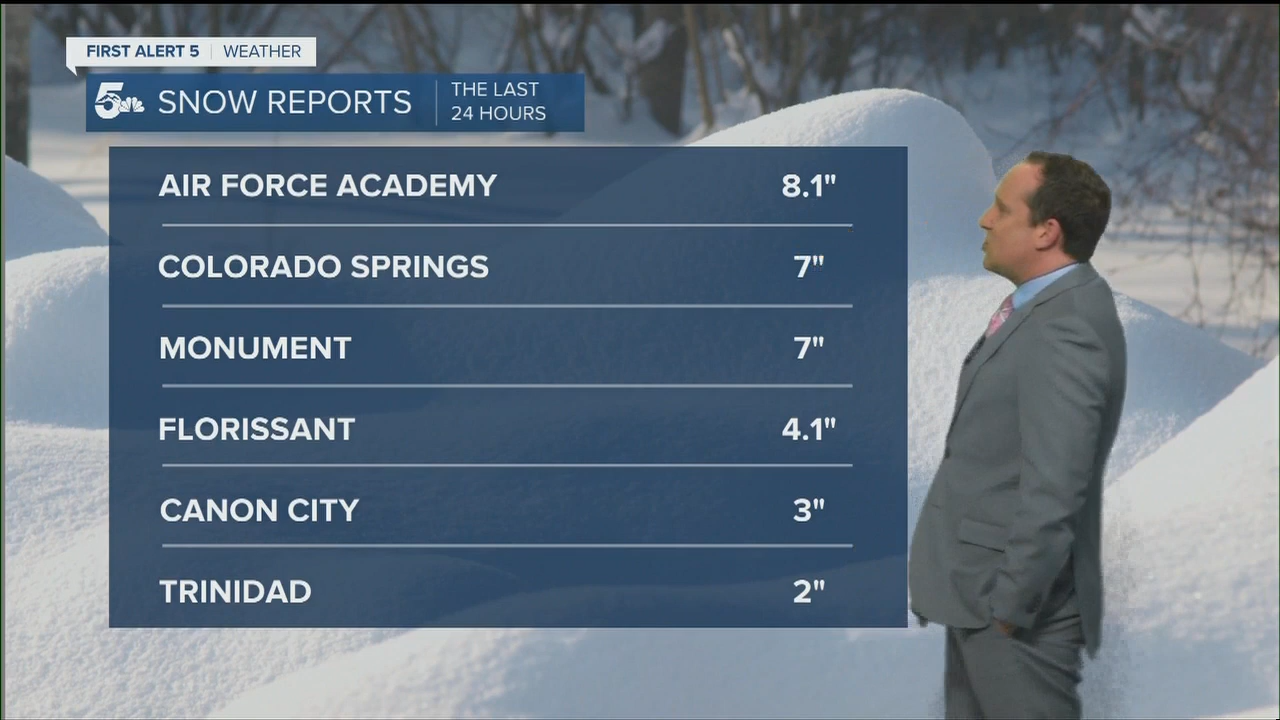 FIRST ALERT 5 | WEATHER
5 SNOW REPORTS | THE LAST
24 HOURS
AIR FORCE ACADEMY 8.1"
COLORADO SPRINGS 7"
MONUMENT 7"
FLORISSANT 4.1"
CANON CITY 3"
TRINIDAD 2"